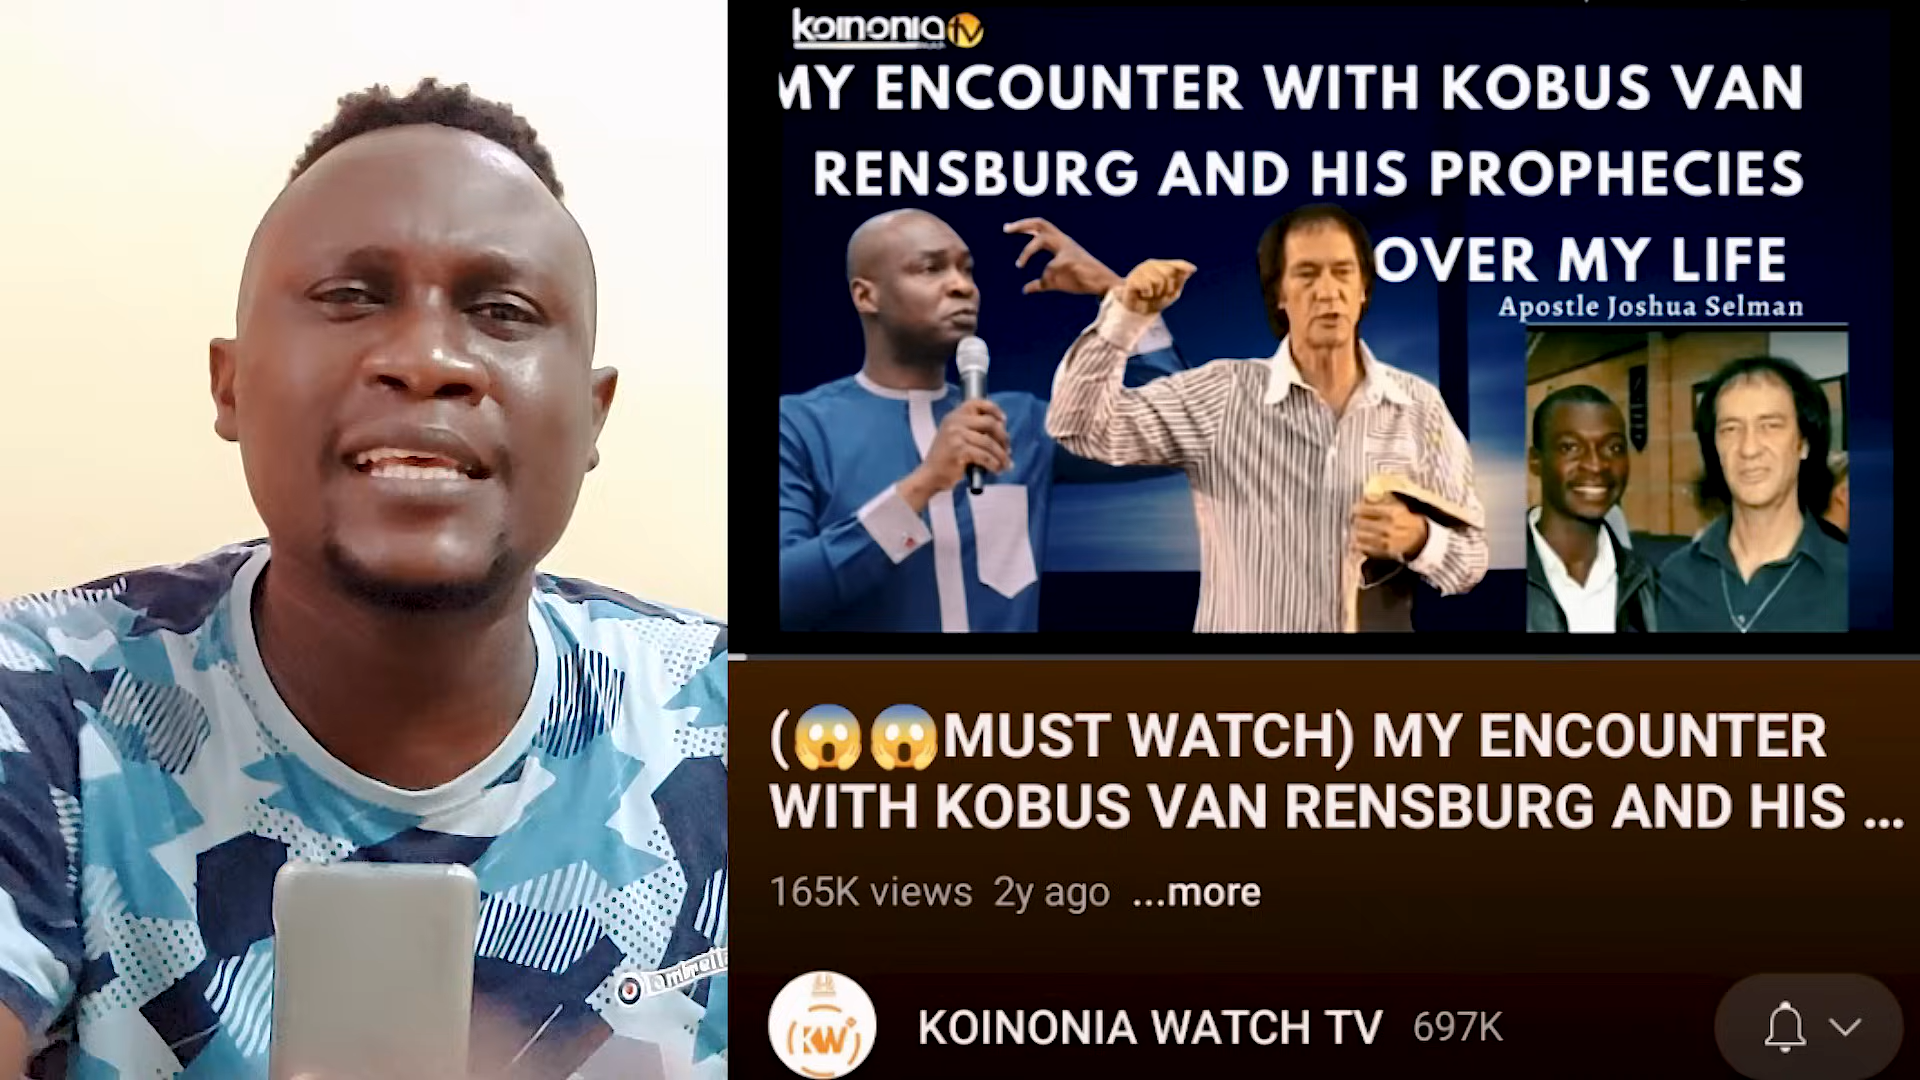 koinonia tv
MY ENCOUNTER WITH KOBUS VAN
RENSBURG AND HIS PROPHECIES
OVER MY LIFE
Apostle Joshua Selman
(😱😱MUST WATCH) MY ENCOUNTER
WITH KOBUS VAN RENSBURG AND HIS ...
165K views 2y ago ...more
KW
KOINONIA WATCH TV 697K